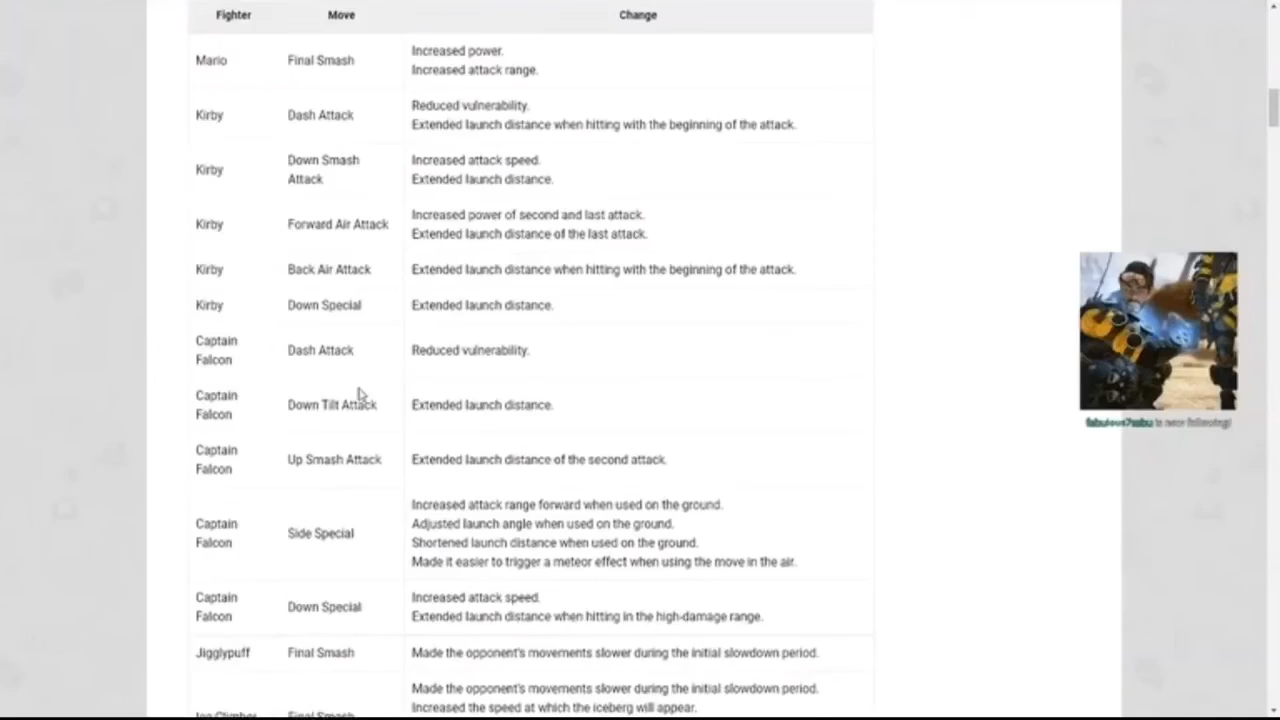 Fighter Move Change
Mario Final Smash Increased power.
Increased attack range.
Kirby Dash Attack Reduced vulnerability.
Extended launch distance when hitting with the beginning of the attack.
Kirby Down Smash Attack Increased attack speed.
Extended launch distance.
Kirby Forward Air Attack Increased power of second and last attack.
Extended launch distance of the last attack.
Kirby Back Air Attack Extended launch distance when hitting with the beginning of the attack.
Kirby Down Special Extended launch distance.
Captain Falcon Dash Attack Reduced vulnerability.
Captain Falcon Down Tilt Attack Extended launch distance.
Captain Falcon Up Smash Attack Extended launch distance of the second attack.
Captain Falcon Side Special Increased attack range forward when used on the ground.
Adjusted launch angle when used on the ground.
Shortened launch distance when used on the ground.
Made it easier to trigger a meteor effect when using the move in the air.
Captain Falcon Down Special Increased attack speed.
Extended launch distance when hitting in the high-damage range.
Jigglypuff Final Smash Made the opponent's movements slower during the initial slowdown period.
Made the opponent's movements slower during the initial slowdown period.
Ice Climber Final Smash Increased the speed at which the iceberg will appear.
is now following!